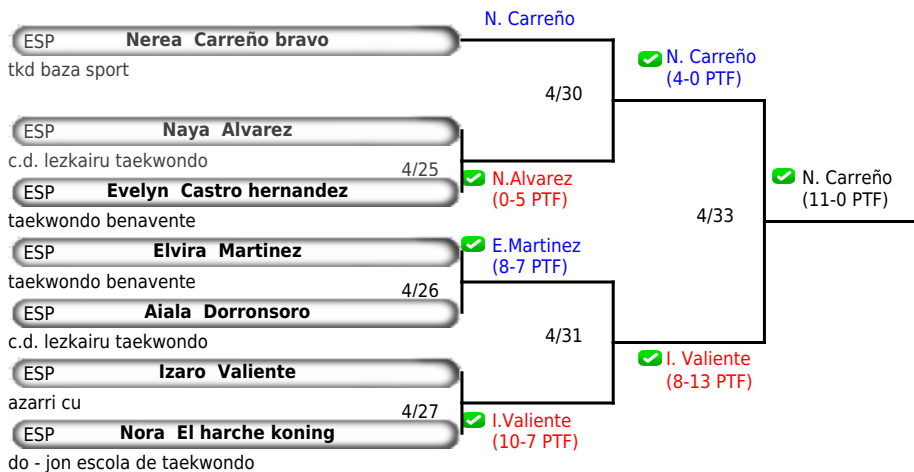 N. Carreño
ESP Nerea Carreño bravo
tkd baza sport
N. Carreño
(4-0 PTF)
4/30
ESP Naya Alvarez
c.d. lezkairu taekwondo
4/25
N.Alvarez
(0-5 PTF)
N. Carreño
(11-0 PTF)
ESP Evelyn Castro hernandez
taekwondo benavente
4/33
ESP Elvira Martinez
E.Martinez
(8-7 PTF)
taekwondo benavente
4/26
ESP Aiala Dorronsoro
c.d. lezkairu taekwondo
4/31
ESP Izaro Valiente
I. Valiente
(8-13 PTF)
azarri cu
4/27
I.Valiente
(10-7 PTF)
ESP Nora El harche koning
do - jon escola de taekwondo